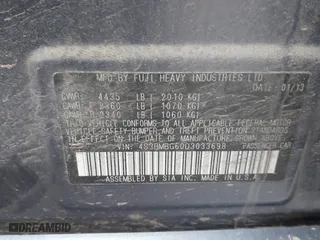 MFG BY FUJI HEAVY INDUSTRIES LTD.
DATE: 01/13
GVWR: 4435 LB ( 2010 KG)
GAWR: F 2360 LB ( 1070 KG)
GAWR: R 2340 LB ( 1060 KG)
THIS VEHICLE CONFORMS TO ALL APPLICABLE FEDERAL MOTOR
VEHICLE SAFETY, BUMPER AND THEFT PREVENTION STANDARDS
IN EFFECT ON THE DATE OF MANUFACTURE SHOWN ABOVE.
VIN: 4S3BMBG60D3033698 PASSENGER CAR
ASSEMBLED BY SIA, INC. MADE IN U.S.A.
© DREAMBID